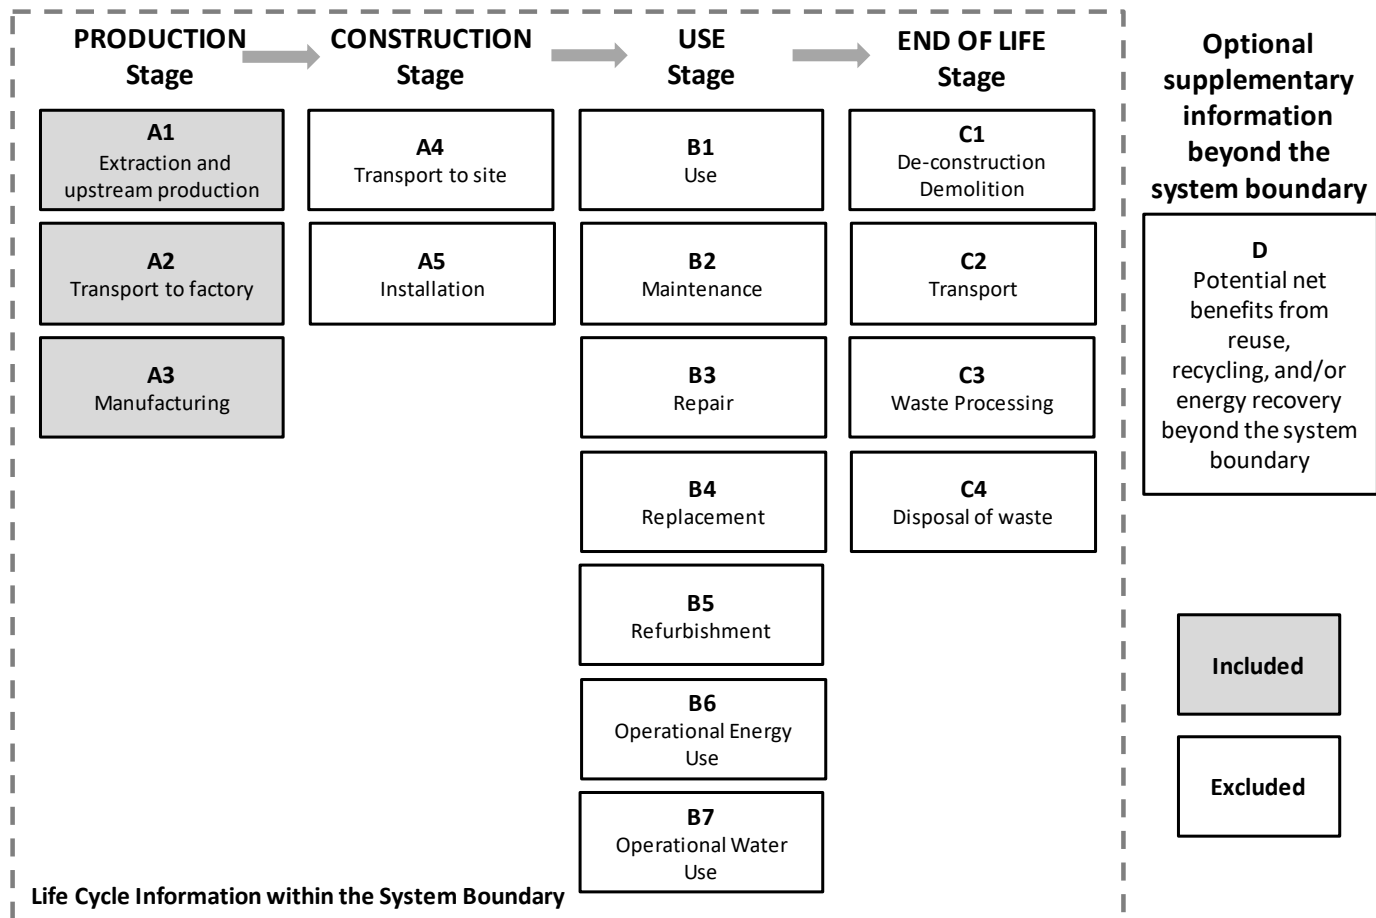 PRODUCTION
Stage
CONSTRUCTION
Stage
USE
Stage
END OF LIFE
Stage
Optional
supplementary
information
beyond the
system boundary
A1
Extraction and
upstream production
A2
Transport to factory
A3
Manufacturing
A4
Transport to site
A5
Installation
B1
Use
B2
Maintenance
B3
Repair
B4
Replacement
B5
Refurbishment
B6
Operational Energy
Use
B7
Operational Water
Use
C1
De-construction
Demolition
C2
Transport
C3
Waste Processing
C4
Disposal of waste
D
Potential net
benefits from
reuse,
recycling, and/or
energy recovery
beyond the system
boundary
Included
Excluded
Life Cycle Information within the System Boundary